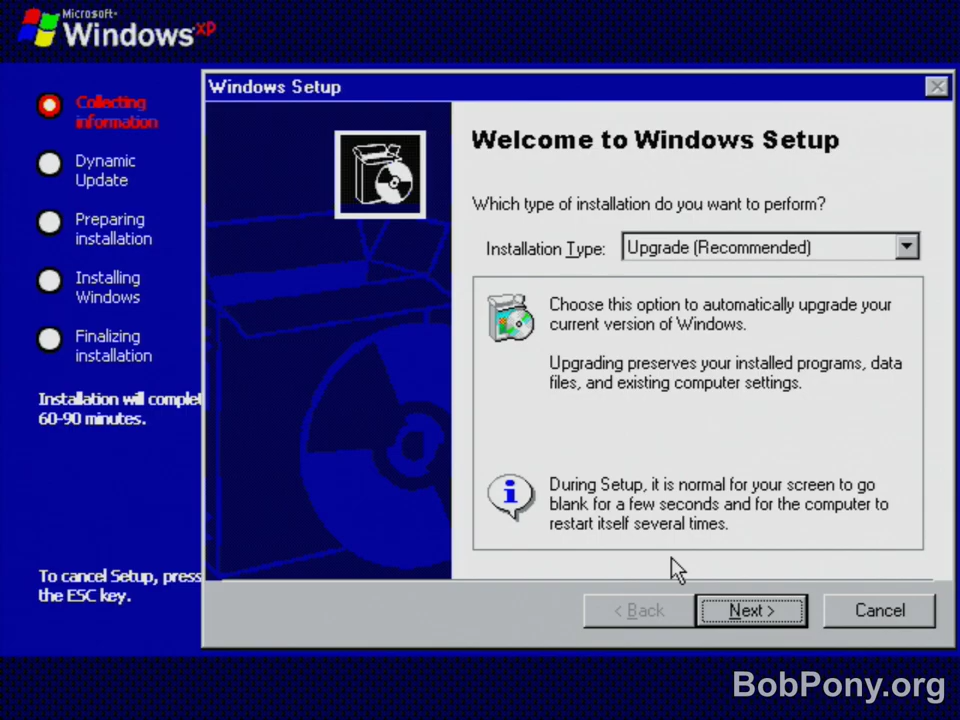 Microsoft
Windows XP
Windows Setup
Collecting
information
Dynamic
Update
Preparing
installation
Installing
Windows
Finalizing
installation
Installation will complet
60-90 minutes.
To cancel Setup, press
the ESC key.
Welcome to Windows Setup
Which type of installation do you want to perform?
Installation Type: Upgrade (Recommended)
Choose this option to automatically upgrade your
current version of Windows.
Upgrading preserves your installed programs, data
files, and existing computer settings.
During Setup, it is normal for your screen to go
blank for a few seconds and for the computer to
restart itself several times.
< Back Next > Cancel
BobPony.org